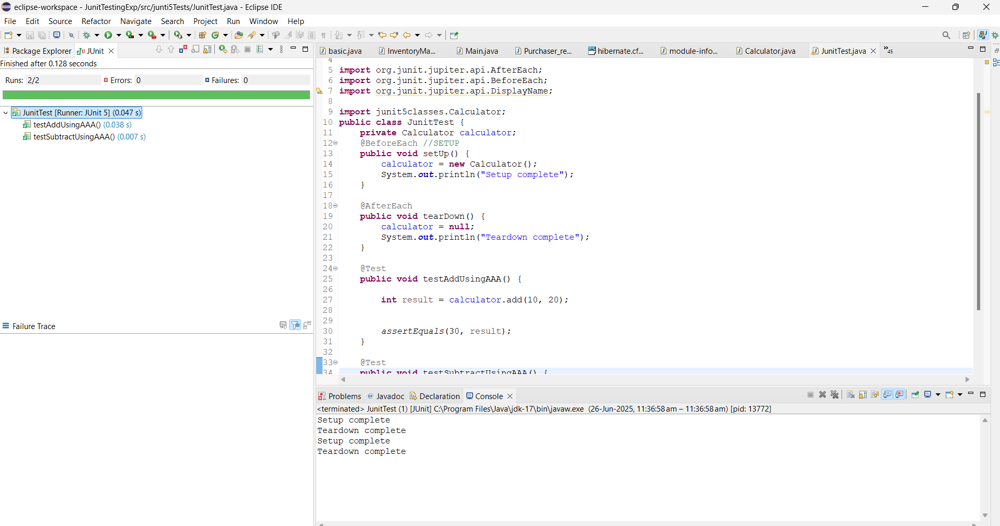 eclipse-workspace - JunitTestingExp/src/junti5Tests/JunitTest.java - Eclipse IDE
File Edit Source Refactor Navigate Search Project Run Window Help
Package Explorer JUnit
Finished after 0.128 seconds
Runs: 2/2 Errors: 0 Failures: 0
JunitTest [Runner: JUnit 5] (0.047 s)
testAddUsingAAA() (0.038 s)
testSubtractUsingAAA() (0.007 s)
Failure Trace
basic.java InventoryMa... Main.java Purchaser_re... hibernate.cf... module-info... Calculator.java JunitTest.java »45
4
5 import org.junit.jupiter.api.AfterEach;
6 import org.junit.jupiter.api.BeforeEach;
7 import org.junit.jupiter.api.DisplayName;
8
9 import junit5classes.Calculator;
10 public class JunitTest {
11 private Calculator calculator;
12 @BeforeEach //SETUP
13 public void setUp() {
14 calculator = new Calculator();
15 System.out.println("Setup complete");
16 }
17
18 @AfterEach
19 public void tearDown() {
20 calculator = null;
21 System.out.println("Teardown complete");
22 }
23
24 @Test
25 public void testAddUsingAAA() {
26
27 int result = calculator.add(10, 20);
28
29
30 assertEquals(30, result);
31 }
32
33 @Test
34 public void testSubtractUsingAAA() {
Problems Javadoc Declaration Console
<terminated> JunitTest (1) [JUnit] C:\Program Files\Java\jdk-17\bin\javaw.exe (26-Jun-2025, 11:36:58 am – 11:36:58 am) [pid: 13772]
Setup complete
Teardown complete
Setup complete
Teardown complete